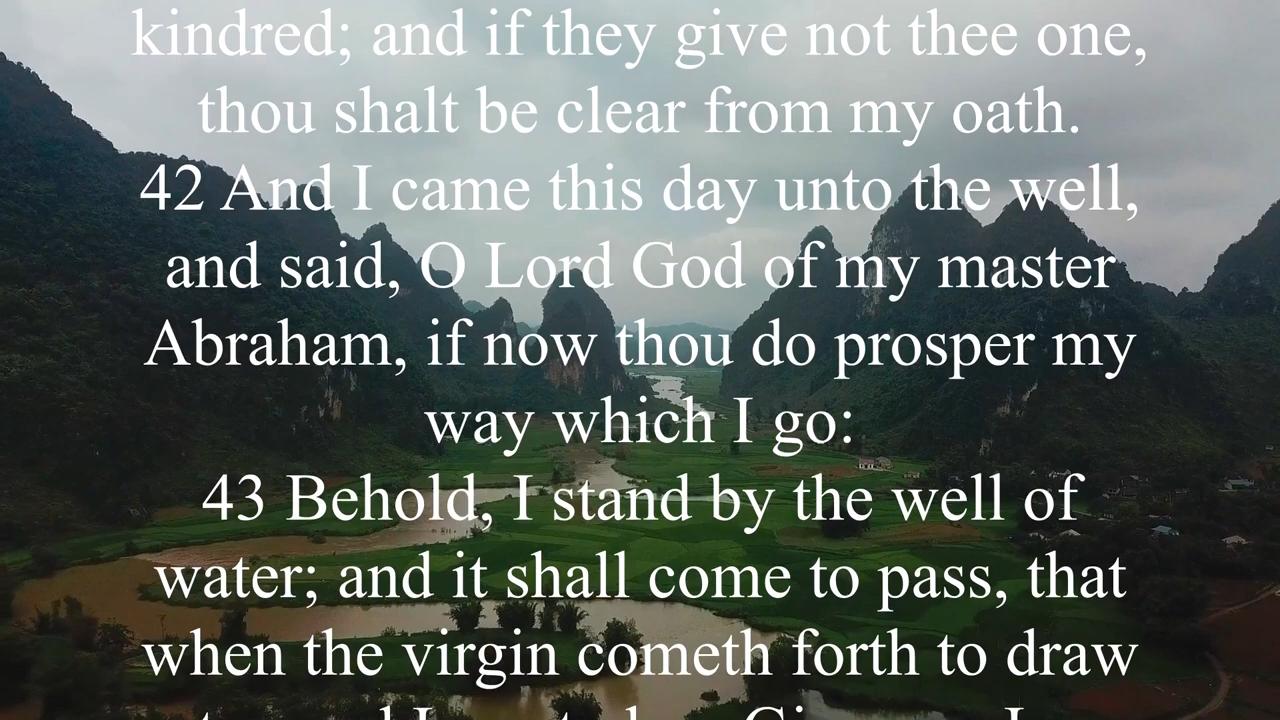 kindred; and if they give not thee one,
thou shalt be clear from my oath.
42 And I came this day unto the well,
and said, O Lord God of my master
Abraham, if now thou do prosper my
way which I go:
43 Behold, I stand by the well of
water; and it shall come to pass, that
when the virgin cometh forth to draw